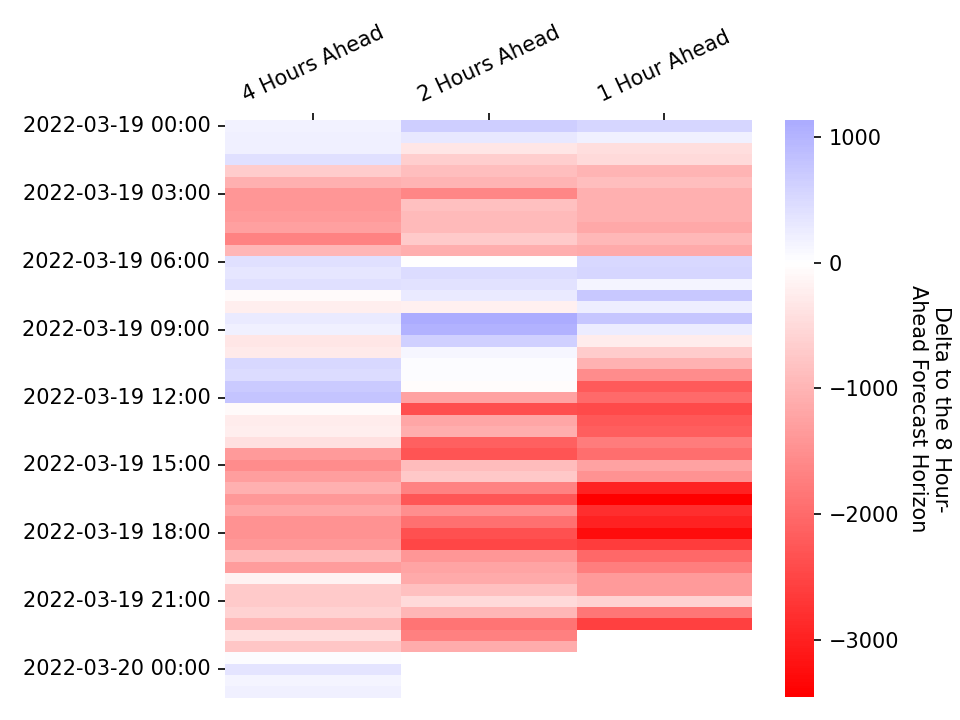 4 Hours Ahead
2 Hours Ahead
1 Hour Ahead
2022-03-19 00:00
2022-03-19 03:00
2022-03-19 06:00
2022-03-19 09:00
2022-03-19 12:00
2022-03-19 15:00
2022-03-19 18:00
2022-03-19 21:00
2022-03-20 00:00
1000
0
−1000
−2000
−3000
Delta to the 8 Hour-
Ahead Forecast Horizon